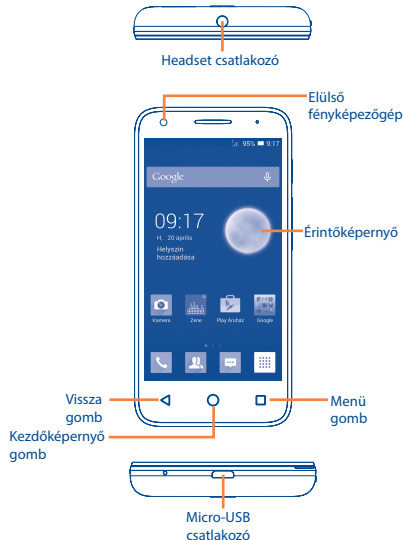 Headset csatlakozó
Elülső
fényképezőgép
95% 9:17
Google
09:17
H, 20 április
Helyszín
hozzáadása
Érintőképernyő
Kamera Zene Play Áruház Google
Vissza
gomb
Menü
gomb
Kezdőképernyő
gomb
Micro-USB
csatlakozó